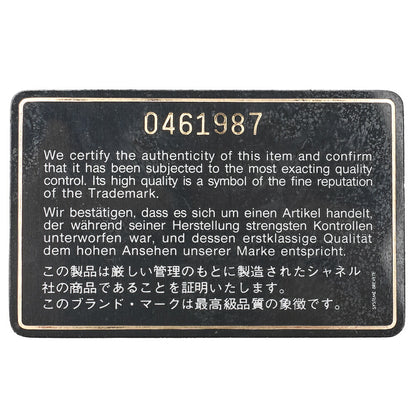 0461987
We certify the authenticity of this item and confirm
that it has been subjected to the most exacting quality
control. Its high quality is a symbol of the fine reputation
of the Trademark.
Wir bestätigen, dass es sich um einen Artikel handelt,
der während seiner Herstellung strengsten Kontrollen
unterworfen war, und dessen erstklassige Qualität
dem hohen Ansehen unserer Marke entspricht.
この製品は厳しい管理のもとに製造されたシャネル
社の商品であることを証明いたします。
このブランド・マークは最高級品質の象徴です。